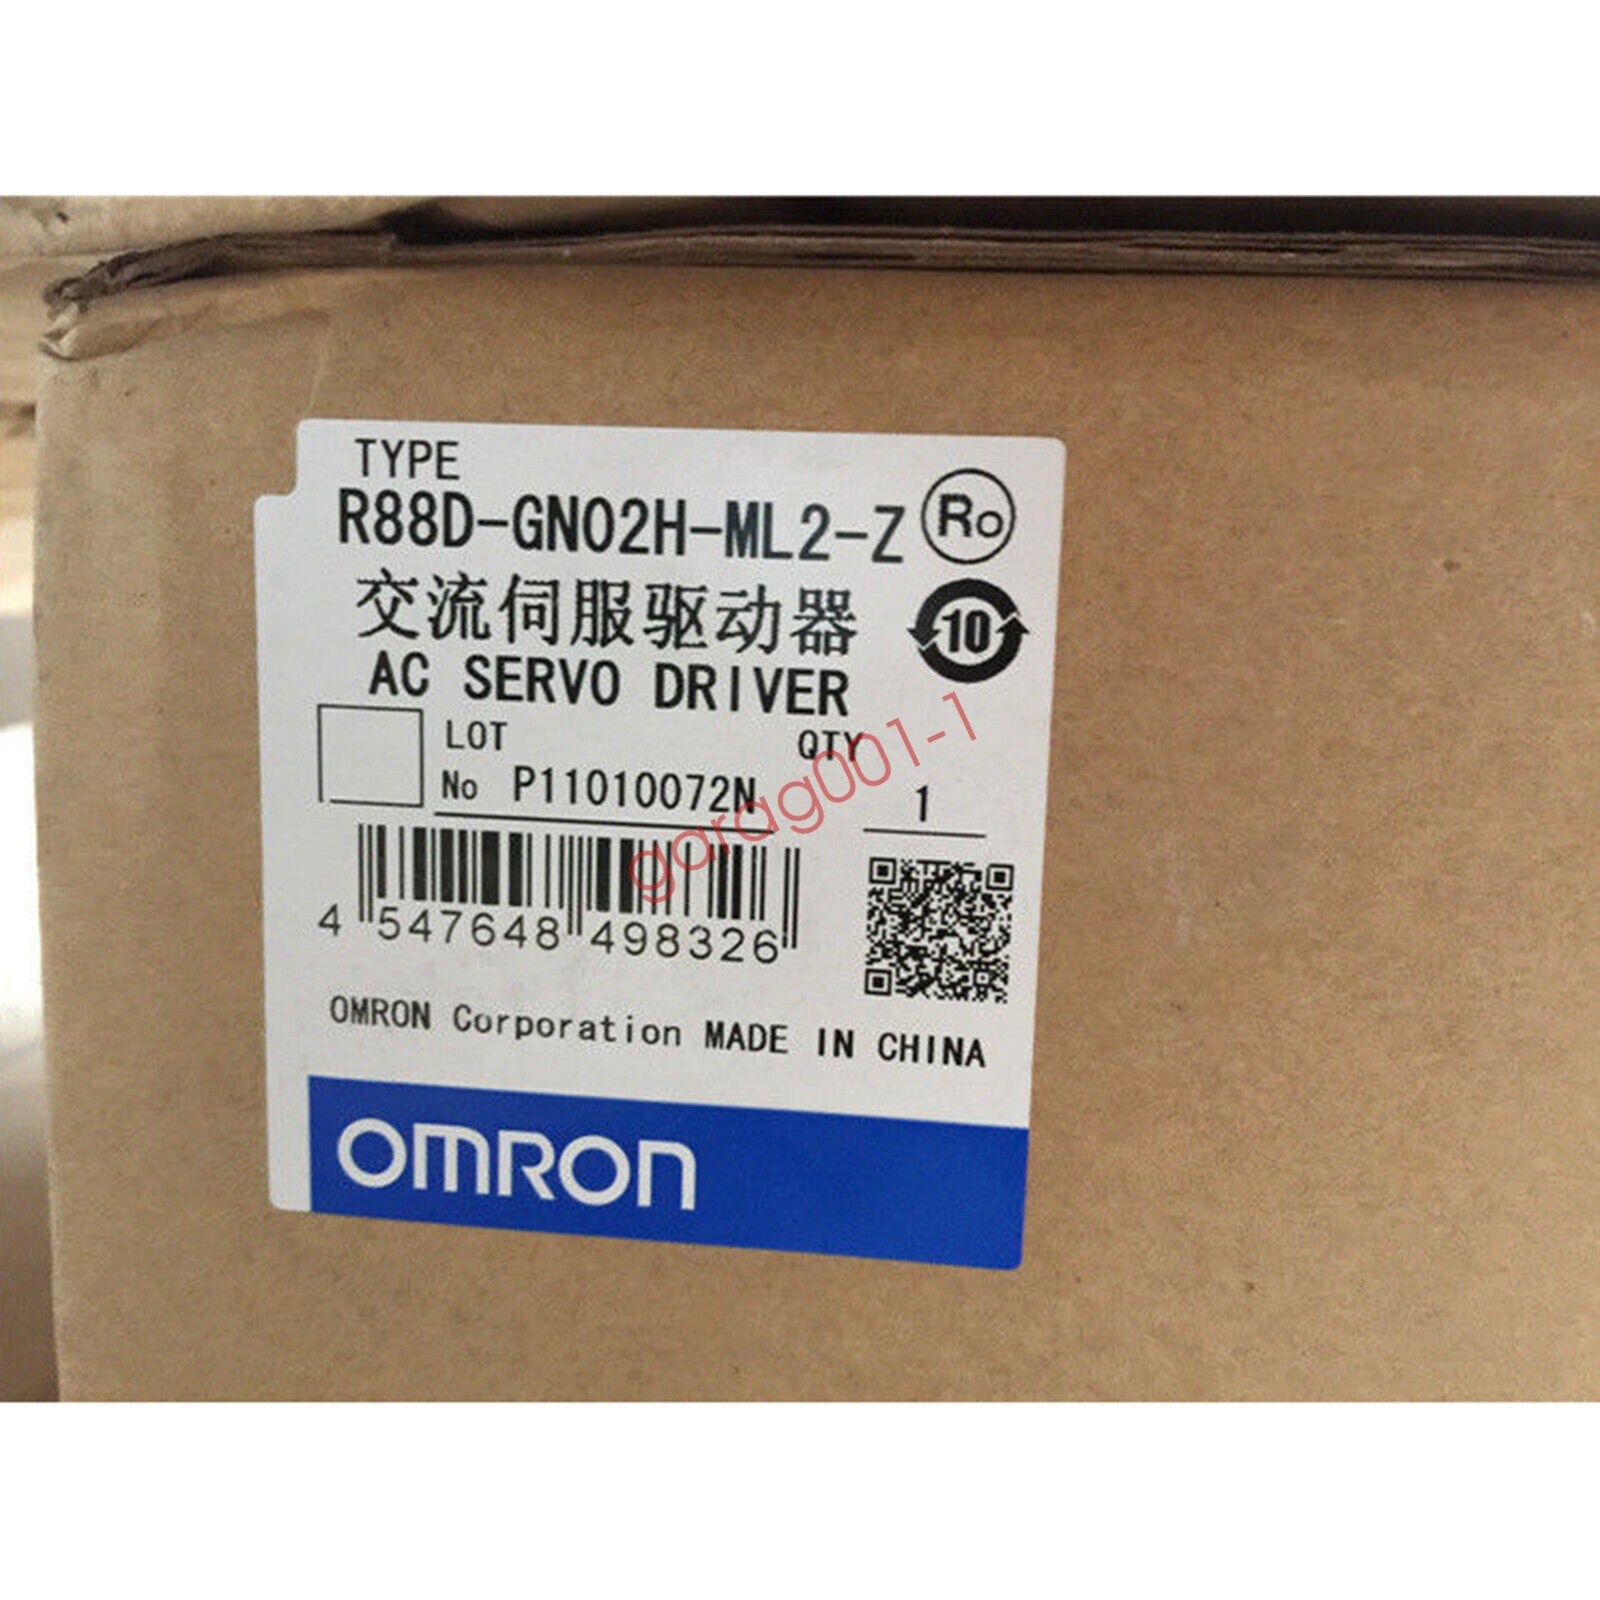 TYPE
R88D-GN02H-ML2-Z Ro
交流伺服驱动器 10
AC SERVO DRIVER
LOT QTY
No P11010072N 1
garag001-1
4 547648 498326
OMRON Corporation MADE IN CHINA
OMRON